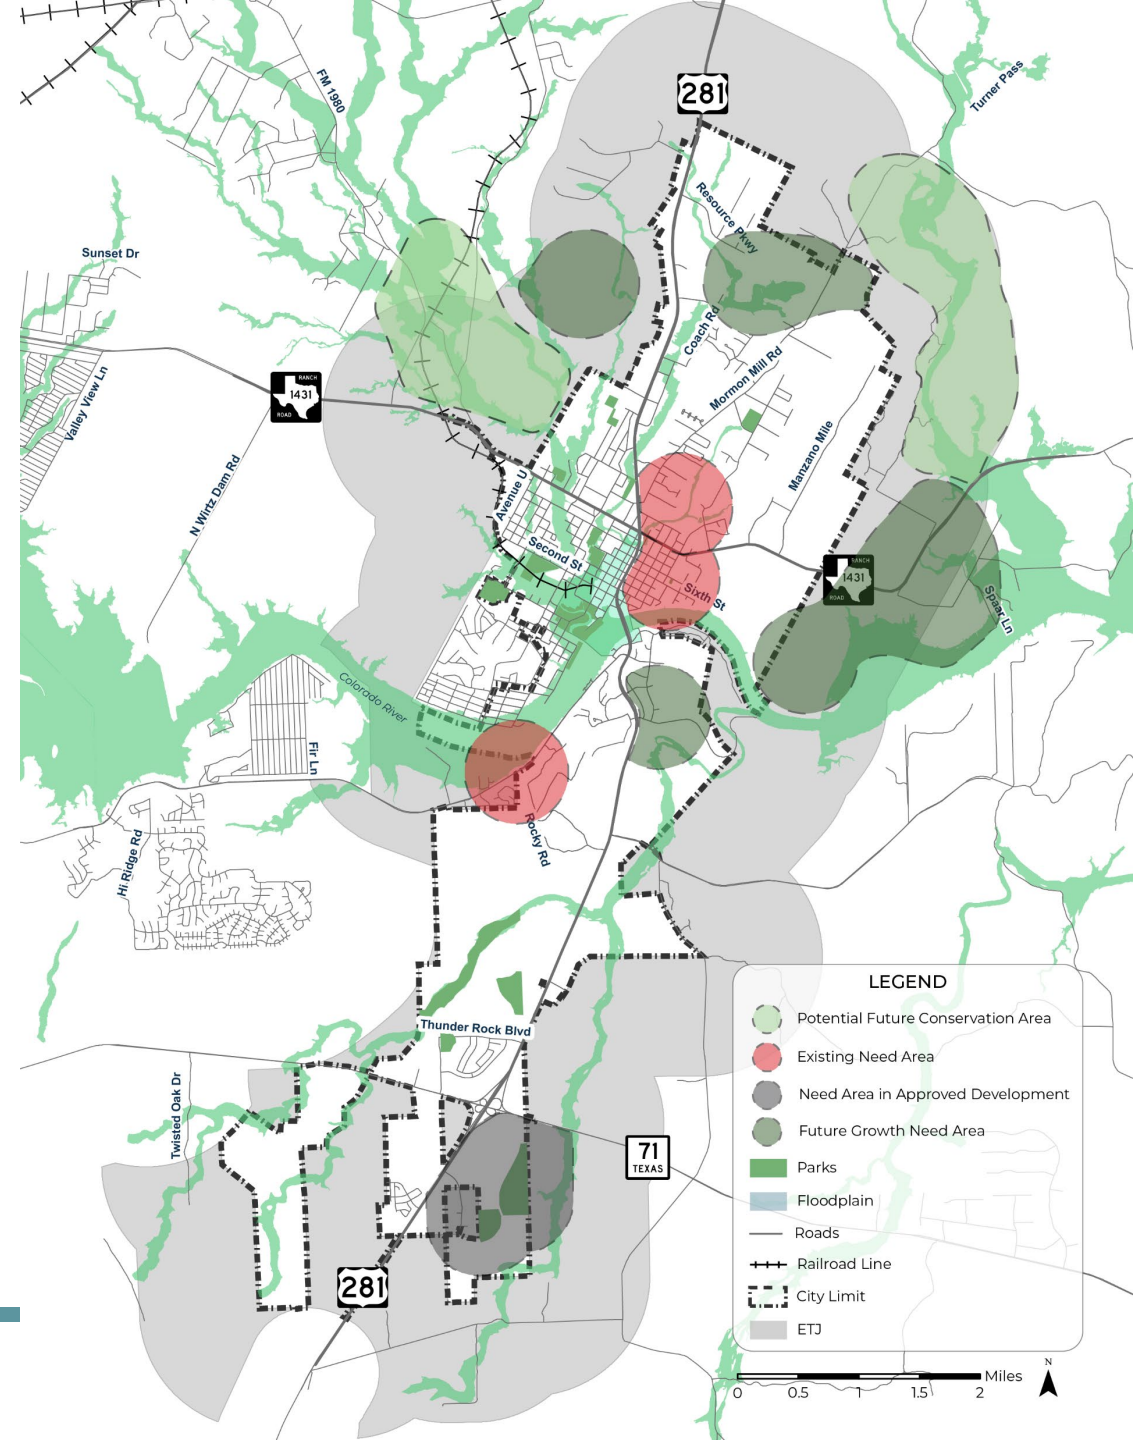 281
FM 1980
Turner Pass
Resource Pkwy
Sunset Dr
Coach Rd
Mormon Mill Rd
RANCH
1431
ROAD
Valley View Ln
N Wirtz Dam Rd
Avenue U
Manzano Mile
Second St
Sixth St
RANCH
1431
ROAD
Spaar Ln
Colorado River
Fir Ln
Rocky Rd
Hi Ridge Rd
Thunder Rock Blvd
Twisted Oak Dr
71
TEXAS
281
LEGEND
Potential Future Conservation Area
Existing Need Area
Need Area in Approved Development
Future Growth Need Area
Parks
Floodplain
Roads
Railroad Line
City Limit
ETJ
Miles
0 0.5 1 1.5 2
N